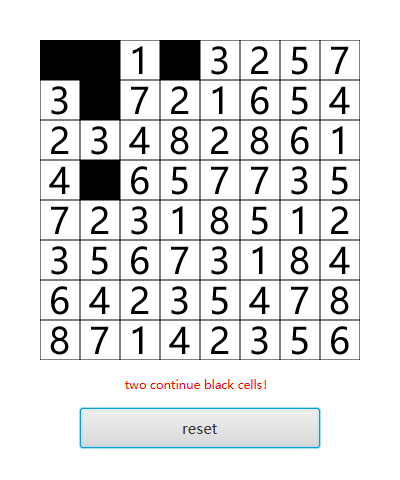 1 3 2 5 7
3 7 2 1 6 5 4
2 3 4 8 2 8 6 1
4 6 5 7 7 3 5
7 2 3 1 8 5 1 2
3 5 6 7 3 1 8 4
6 4 2 3 5 4 7 8
8 7 1 4 2 3 5 6
two continue black cells!
reset